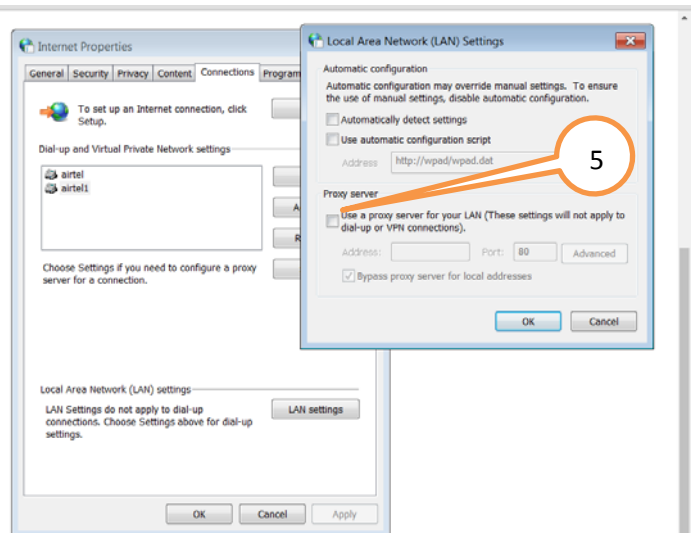 Internet Properties
General Security Privacy Content Connections Program
To set up an Internet connection, click
Setup.
Dial-up and Virtual Private Network settings
airtel
airtel1
A
R
Choose Settings if you need to configure a proxy
server for a connection.
Local Area Network (LAN) settings
LAN Settings do not apply to dial-up
connections. Choose Settings above for dial-up
settings.
LAN settings
OK Cancel Apply
Local Area Network (LAN) Settings
Automatic configuration
Automatic configuration may override manual settings. To ensure
the use of manual settings, disable automatic configuration.
Automatically detect settings
Use automatic configuration script
Address http://wpad/wpad.dat
5
Proxy server
Use a proxy server for your LAN (These settings will not apply to
dial-up or VPN connections).
Address: Port: 80 Advanced
Bypass proxy server for local addresses
OK Cancel